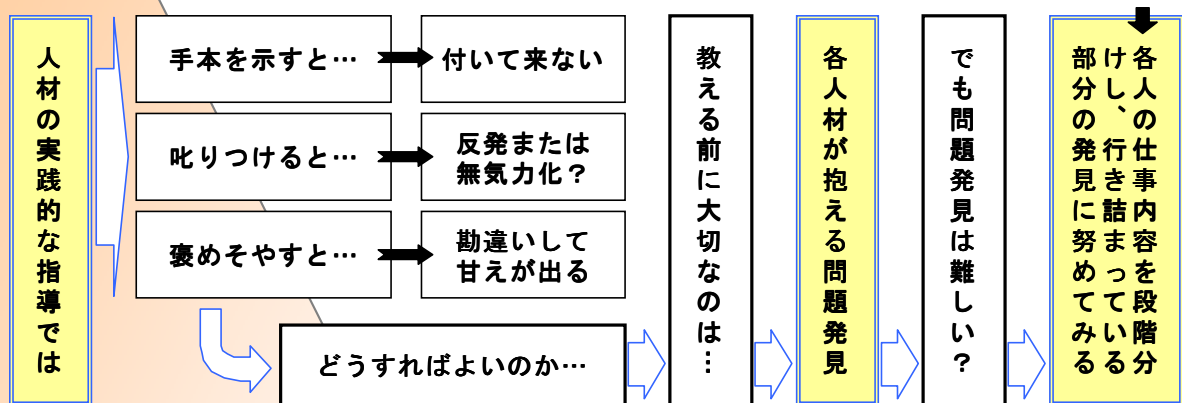 人材の実践的な指導では
手本を示すと…
付いて来ない
叱りつけると…
反発または
無気力化？
褒めそやすと…
勘違いして
甘えが出る
どうすればよいのか…
教える前に大切なのは…
各人材が抱える問題発見
でも問題発見は難しい？
各人の仕事内容を段階分
けし、行き詰まっている
部分の発見に努めてみる